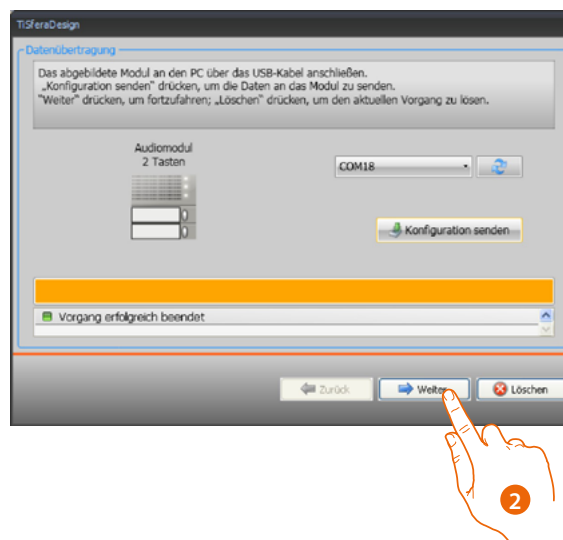 TiSferaDesign
Datenübertragung
Das abgebildete Modul an den PC über das USB-Kabel anschließen.
„Konfiguration senden" drücken, um die Daten an das Modul zu senden.
"Weiter" drücken, um fortzufahren; „Löschen" drücken, um den aktuellen Vorgang zu lösen.
Audiomodul
2 Tasten
COM18
Konfiguration senden
Vorgang erfolgreich beendet
Zurück
Weiter
Löschen
2